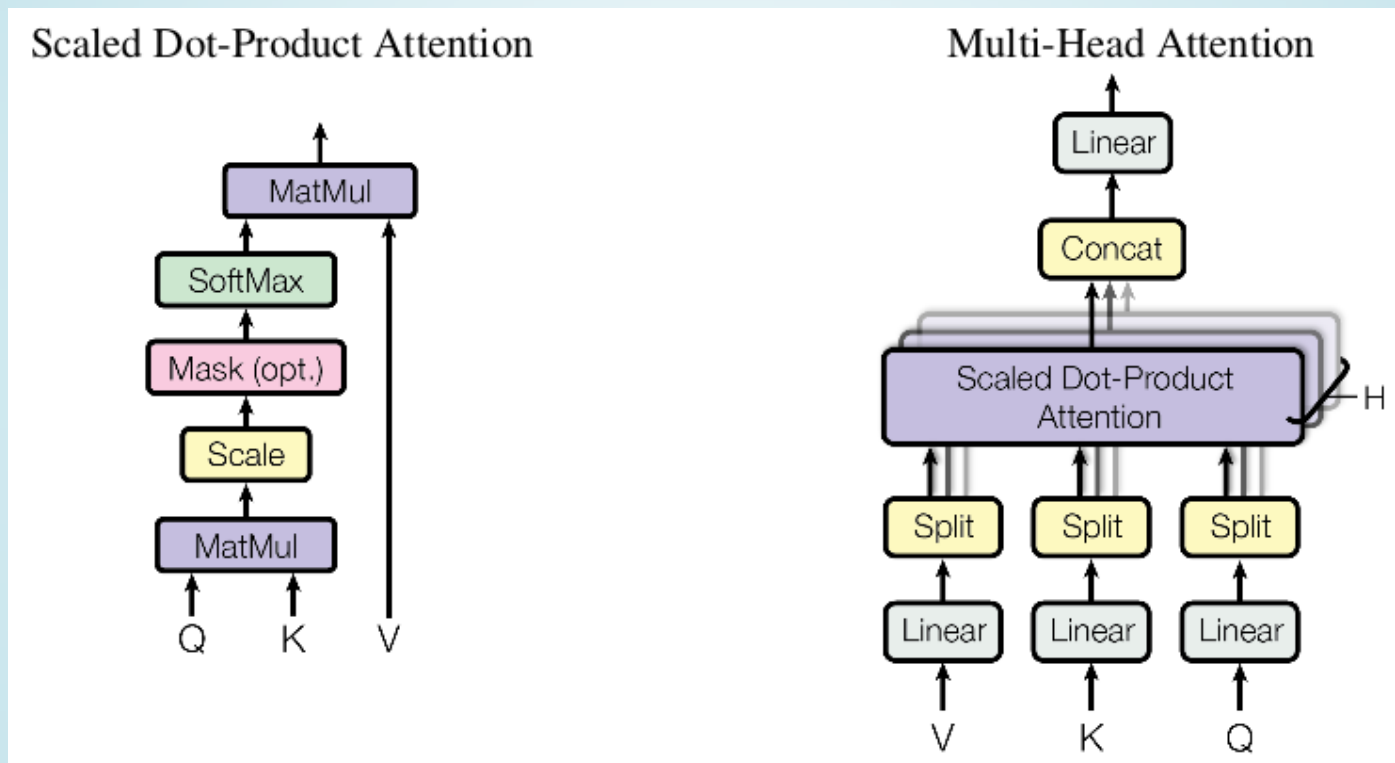 Scaled Dot-Product Attention
MatMul
SoftMax
Mask (opt.)
Scale
MatMul
Q K V
Multi-Head Attention
Linear
Concat
Scaled Dot-Product
Attention
H
Split Split Split
Linear Linear Linear
V K Q